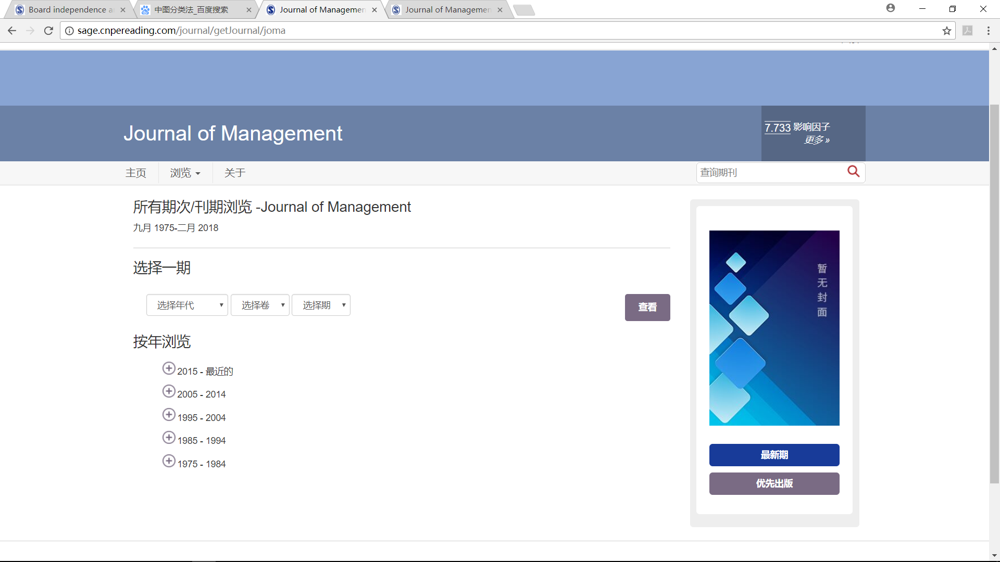 Board independence a
中图分类法_百度搜索
Journal of Managemen
Journal of Managemen
sage.cnpereading.com/journal/getJournal/joma
Journal of Management
7.733 影响因子
更多 »
主页
浏览
关于
查询期刊
所有期次/刊期浏览 -Journal of Management
九月 1975-二月 2018
选择一期
选择年代
选择卷
选择期
查看
按年浏览
2015 - 最近的
2005 - 2014
1995 - 2004
1985 - 1994
1975 - 1984
暂无封面
最新期
优先出版